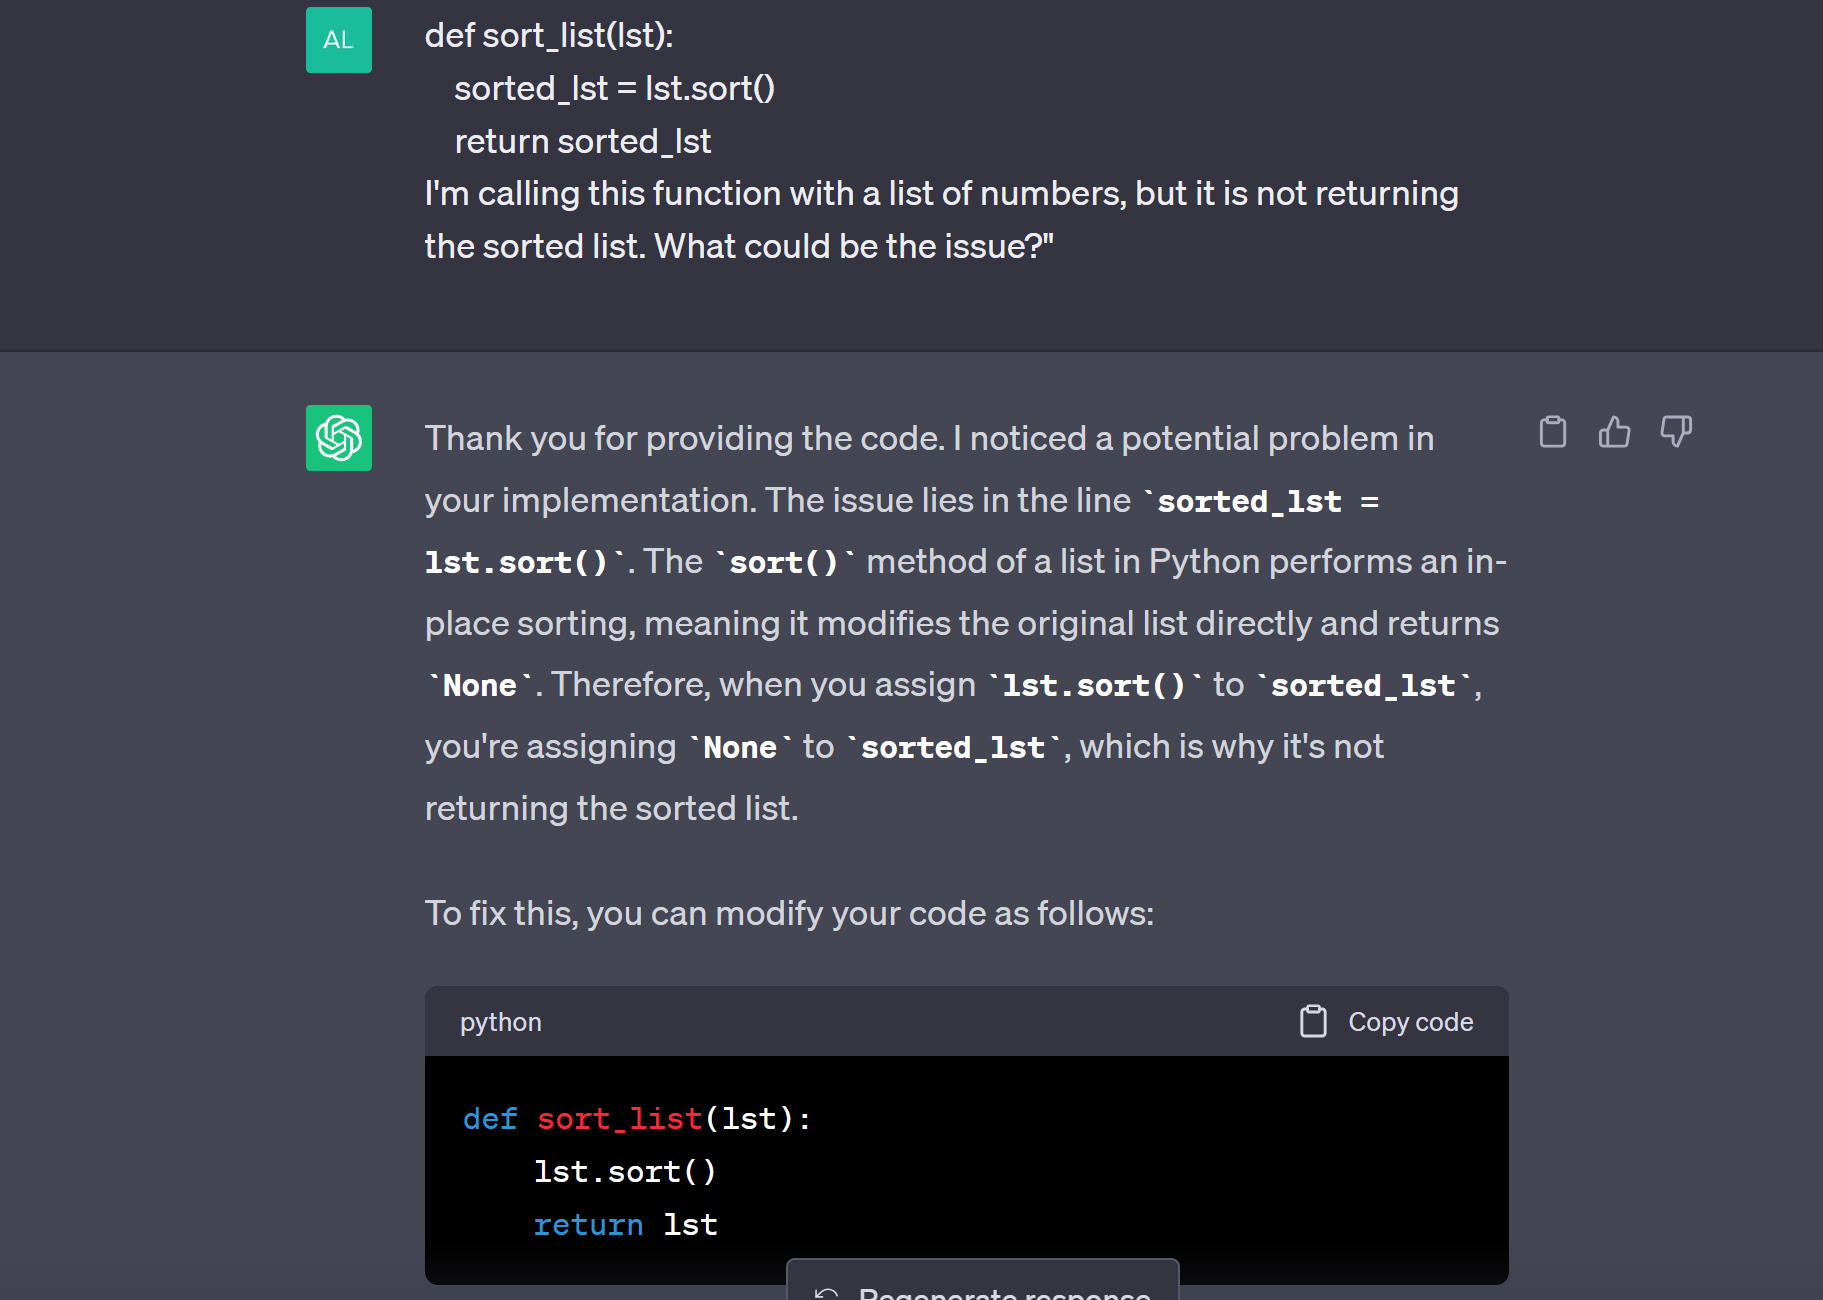 AL
def sort_list(lst):
    sorted_lst = lst.sort()
    return sorted_lst
I'm calling this function with a list of numbers, but it is not returning
the sorted list. What could be the issue?"
Thank you for providing the code. I noticed a potential problem in
your implementation. The issue lies in the line `sorted_lst =
lst.sort()`. The `sort()` method of a list in Python performs an in-
place sorting, meaning it modifies the original list directly and returns
`None`. Therefore, when you assign `lst.sort()` to `sorted_lst`,
you're assigning `None` to `sorted_lst`, which is why it's not
returning the sorted list.
To fix this, you can modify your code as follows:
python Copy code
def sort_list(lst):
    lst.sort()
    return lst
Regenerate response